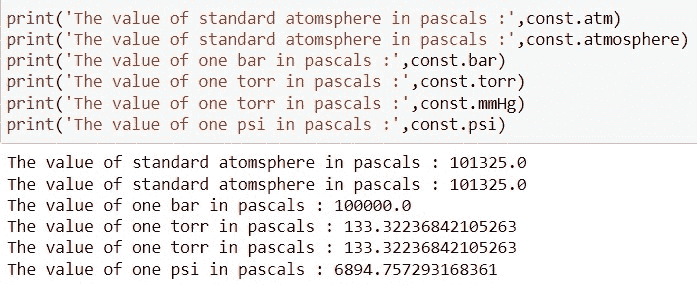 print('The value of standard atomsphere in pascals :',const.atm)
print('The value of standard atomsphere in pascals :',const.atmosphere)
print('The value of one bar in pascals :',const.bar)
print('The value of one torr in pascals :',const.torr)
print('The value of one torr in pascals :',const.mmHg)
print('The value of one psi in pascals :',const.psi)
The value of standard atomsphere in pascals : 101325.0
The value of standard atomsphere in pascals : 101325.0
The value of one bar in pascals : 100000.0
The value of one torr in pascals : 133.32236842105263
The value of one torr in pascals : 133.32236842105263
The value of one psi in pascals : 6894.757293168361